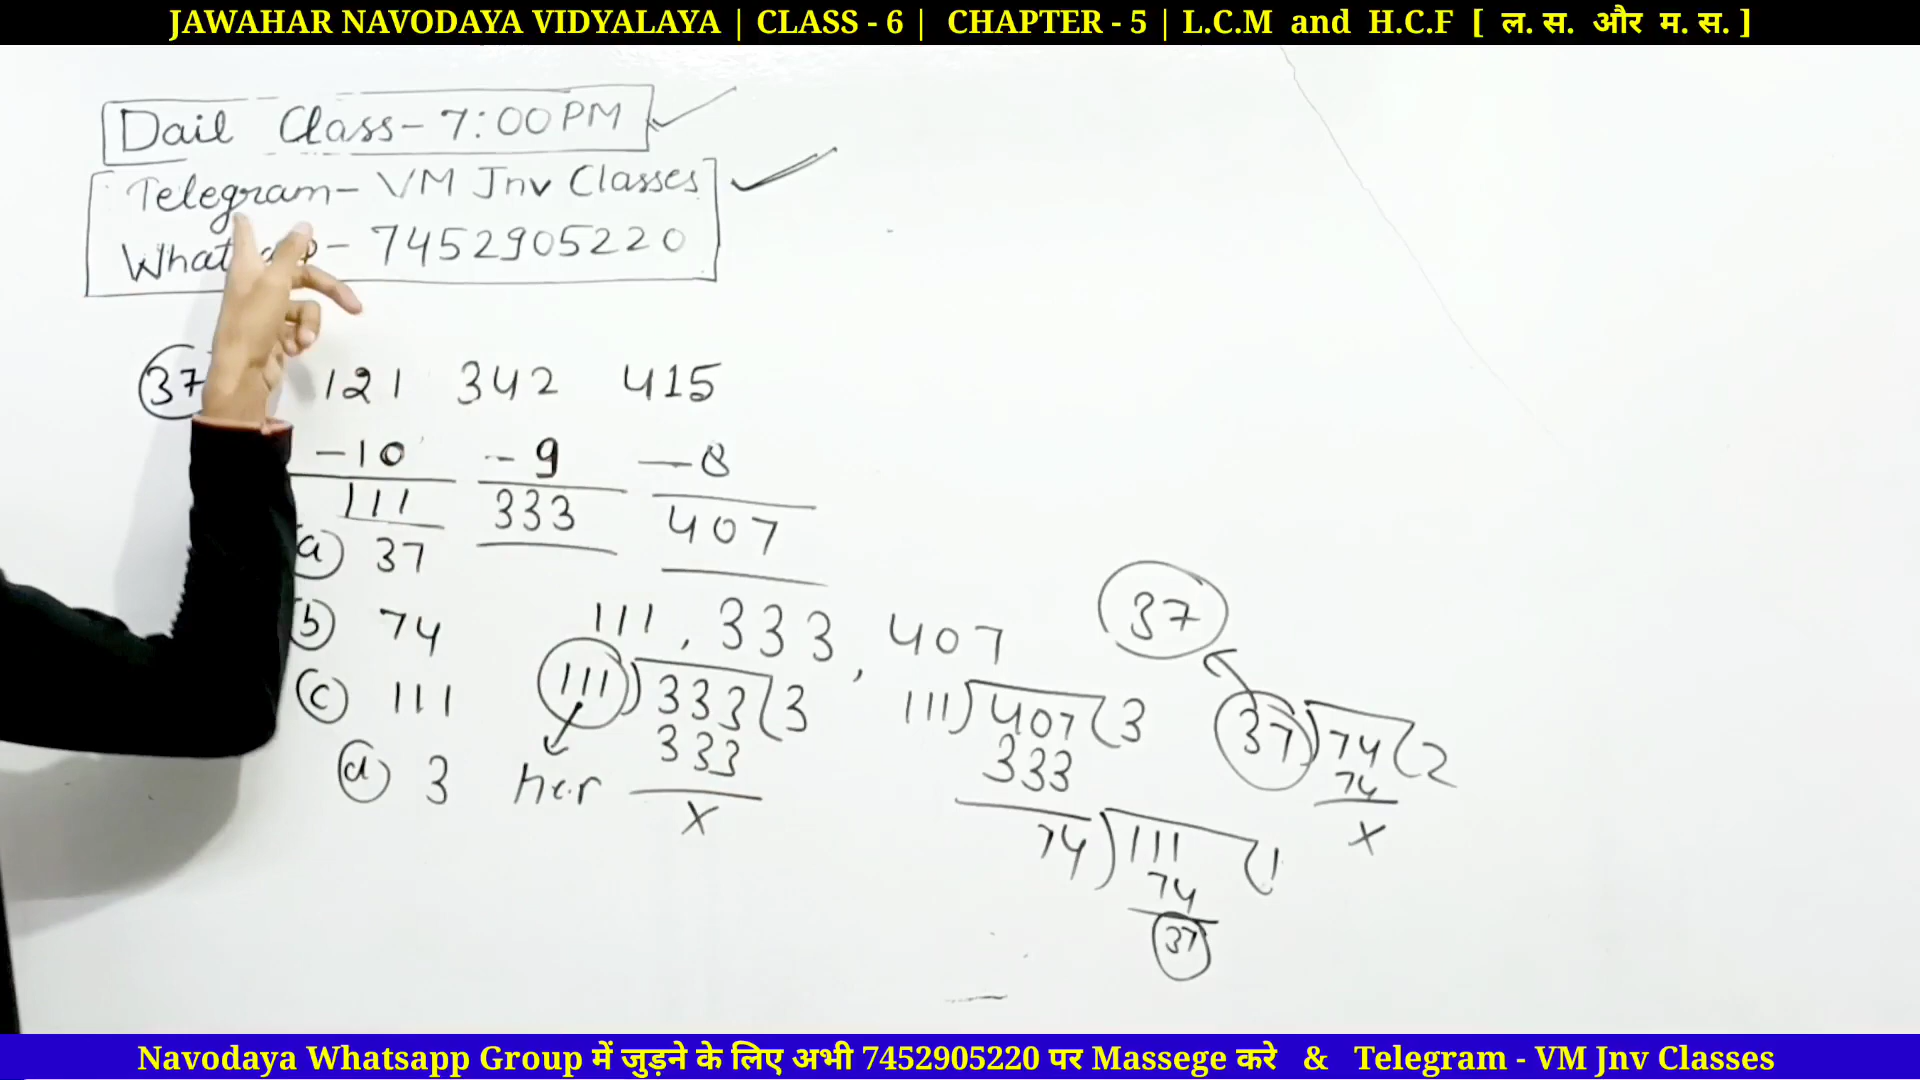 JAWAHAR NAVODAYA VIDYALAYA | CLASS - 6 | CHAPTER - 5 | L.C.M and H.C.F [ ल. स. और म. स. ]
Dail Class - 7:00 PM
Telegram - VM Jnv Classes
- 7452905220
37 121 342 415
-10 - 9 - 8
111 333 407
(a) 37
(b) 74
(c) 111
(d) 3
111, 333, 407
111) 333 (3
333
x
111) 407 (3
333
74) 111 (1
74
37
37) 74 (2
74
x
37
Navodaya Whatsapp Group में जुड़ने के लिए अभी 7452905220 पर Massege करे & Telegram - VM Jnv Classes